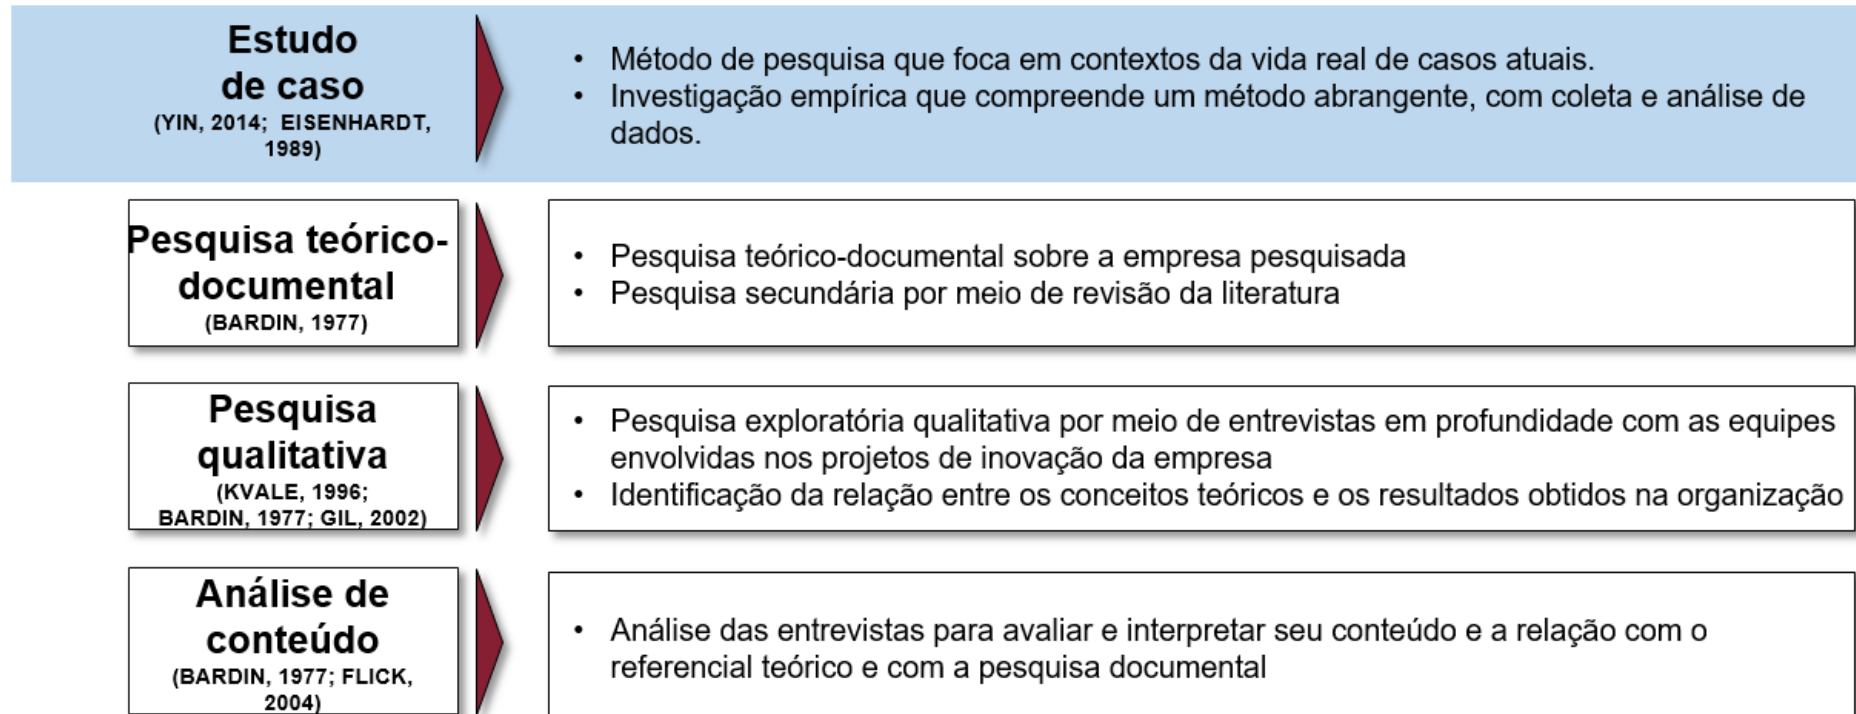 Estudo
de caso
(YIN, 2014;  EISENHARDT,
1989)
• Método de pesquisa que foca em contextos da vida real de casos atuais.
• Investigação empírica que compreende um método abrangente, com coleta e análise de
dados.
Pesquisa teórico-
documental
(BARDIN, 1977)
• Pesquisa teórico-documental sobre a empresa pesquisada
• Pesquisa secundária por meio de revisão da literatura
Pesquisa
qualitativa
(KVALE, 1996;
BARDIN, 1977; GIL, 2002)
• Pesquisa exploratória qualitativa por meio de entrevistas em profundidade com as equipes
envolvidas nos projetos de inovação da empresa
• Identificação da relação entre os conceitos teóricos e os resultados obtidos na organização
Análise de
conteúdo
(BARDIN, 1977; FLICK,
2004)
• Análise das entrevistas para avaliar e interpretar seu conteúdo e a relação com o
referencial teórico e com a pesquisa documental